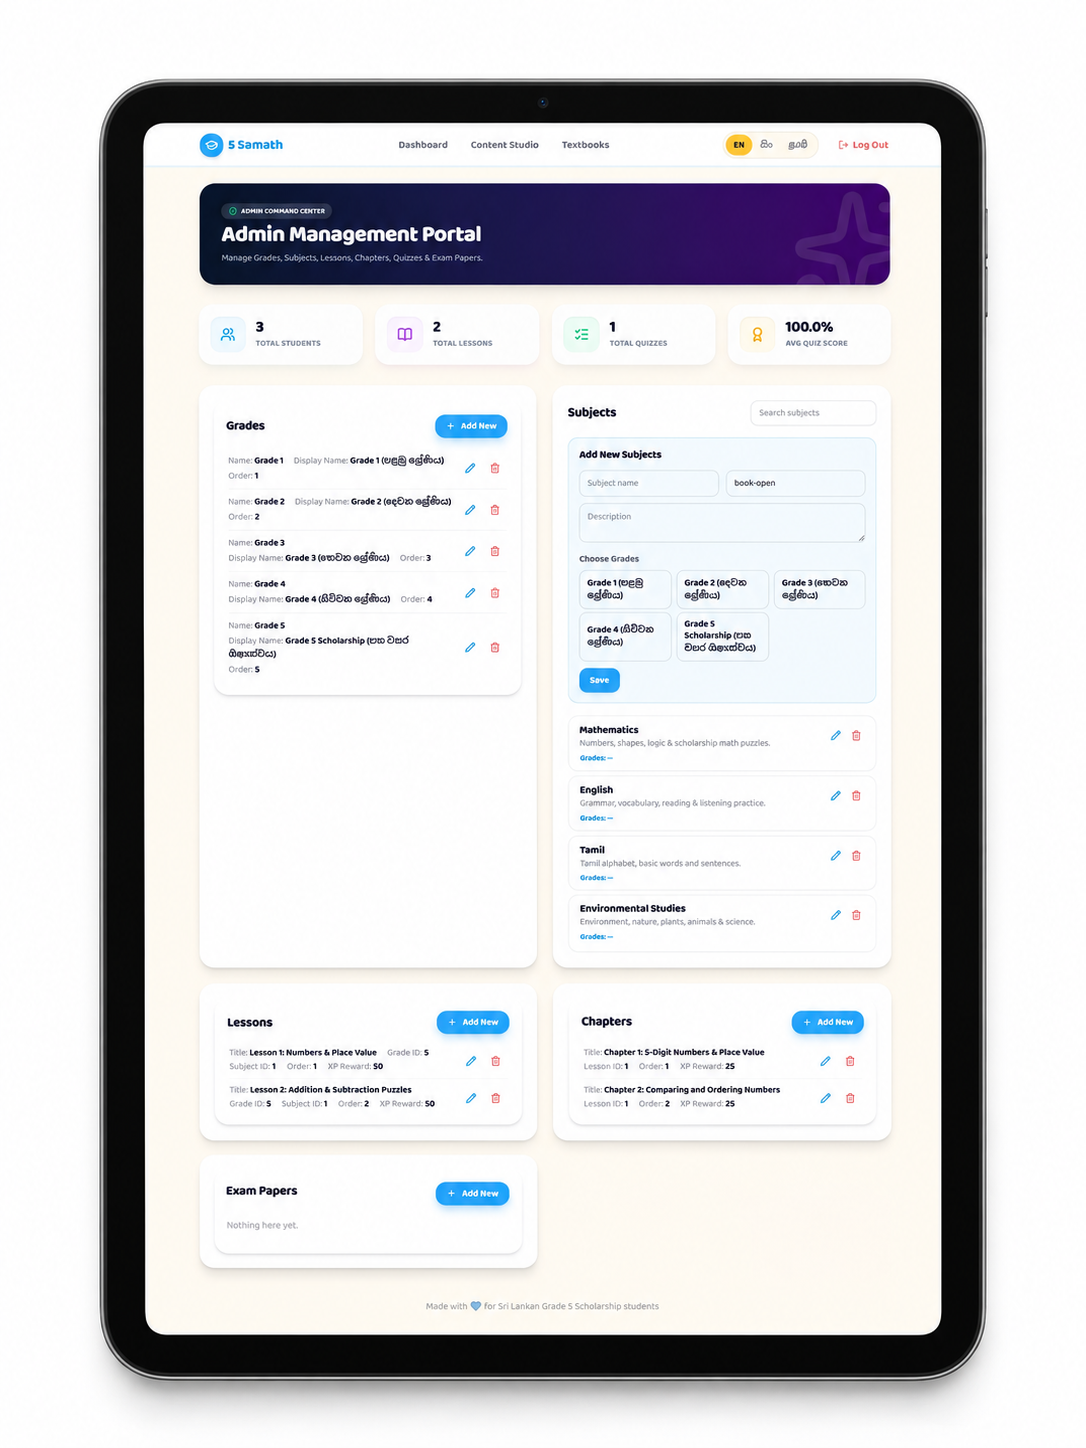 5 Samath
Dashboard
Content Studio
Textbooks
EN
සිං
Log Out
ADMIN COMMAND CENTER
Admin Management Portal
Manage Grades, Subjects, Lessons, Chapters, Quizzes & Exam Papers.
3
TOTAL STUDENTS
2
TOTAL LESSONS
1
TOTAL QUIZZES
100.0%
AVG QUIZ SCORE
Grades
+ Add New
Name: Grade 1 Display Name: Grade 1 (පළමු ශ්‍රේණිය)
Order: 1
Name: Grade 2 Display Name: Grade 2 (දෙවන ශ්‍රේණිය)
Order: 2
Name: Grade 3
Display Name: Grade 3 (තෙවන ශ්‍රේණිය) Order: 3
Name: Grade 4
Display Name: Grade 4 (සිව්වන ශ්‍රේණිය) Order: 4
Name: Grade 5
Display Name: Grade 5 Scholarship (පහ වසර
Order: 5
Subjects
Search subjects
Add New Subjects
Subject name
book-open
Description
Choose Grades
Grade 1 (පළමු
ශ්‍රේණිය)
Grade 2 (දෙවන
ශ්‍රේණිය)
Grade 3 (තෙවන
ශ්‍රේණිය)
Grade 4 (සිව්වන
ශ්‍රේණිය)
Grade 5
Scholarship (පහ
වසර
Save
Mathematics
Numbers, shapes, logic & scholarship math puzzles.
Grades: —
English
Grammar, vocabulary, reading & listening practice.
Grades: —
Tamil
Tamil alphabet, basic words and sentences.
Grades: —
Environmental Studies
Environment, nature, plants, animals & science.
Grades: —
Lessons
+ Add New
Title: Lesson 1: Numbers & Place Value Grade ID: 5
Subject ID: 1 Order: 1 XP Reward: 50
Title: Lesson 2: Addition & Subtraction Puzzles
Grade ID: 5 Subject ID: 1 Order: 2 XP Reward: 50
Chapters
+ Add New
Title: Chapter 1: 5-Digit Numbers & Place Value
Lesson ID: 1 Order: 1 XP Reward: 25
Title: Chapter 2: Comparing and Ordering Numbers
Lesson ID: 1 Order: 2 XP Reward: 25
Exam Papers
+ Add New
Nothing here yet.
Made with 💙 for Sri Lankan Grade 5 Scholarship students